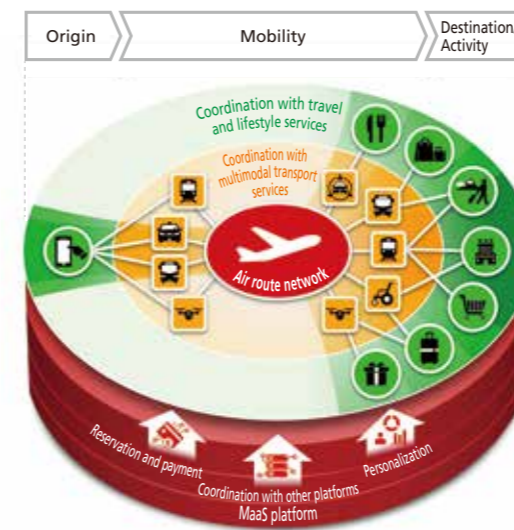 Origin
Mobility
Destination/
Activity
Coordination with travel
and lifestyle services
Coordination with
multimodal transport
services
Air route network
Reservation and payment
Coordination with other platforms
Personalization
MaaS platform